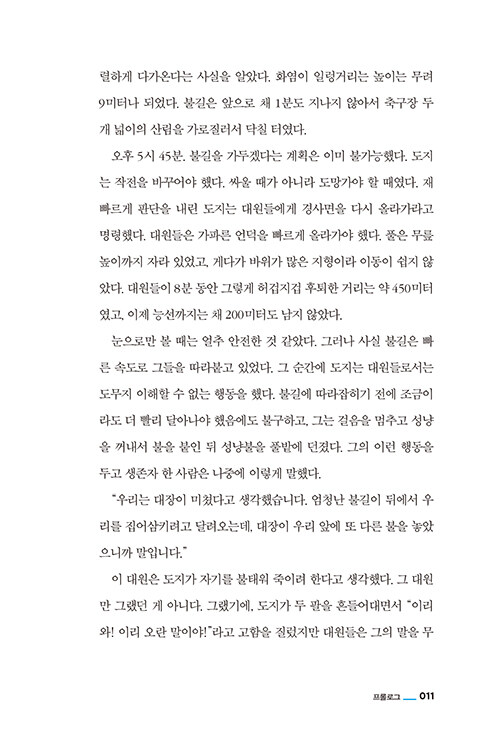 렬하게 다가온다는 사실을 알았다. 화염이 일렁거리는 높이는 무려
9미터나 되었다. 불길은 앞으로 채 1분도 지나지 않아서 축구장 두
개 넓이의 산림을 가로질러서 닥칠 터였다.
오후 5시 45분. 불길을 가두겠다는 계획은 이미 불가능했다. 도지
는 작전을 바꾸어야 했다. 싸울 때가 아니라 도망가야 할 때였다. 재
빠르게 판단을 내린 도지는 대원들에게 경사면을 다시 올라가라고
명령했다. 대원들은 가파른 언덕을 빠르게 올라가야 했다. 풀은 무릎
높이까지 자라 있었고, 게다가 바위가 많은 지형이라 이동이 쉽지 않
았다. 대원들이 8분 동안 그렇게 허겁지겁 후퇴한 거리는 약 450미터
였고, 이제 능선까지는 채 200미터도 남지 않았다.
눈으로만 볼 때는 얼추 안전한 것 같았다. 그러나 사실 불길은 빠
른 속도로 그들을 따라붙고 있었다. 그 순간에 도지는 대원들로서는
도무지 이해할 수 없는 행동을 했다. 불길에 따라잡히기 전에 조금이
라도 더 빨리 달아나야 했음에도 불구하고, 그는 걸음을 멈추고 성냥
을 꺼내서 불을 붙인 뒤 성냥불을 풀밭에 던졌다. 그의 이런 행동을
두고 생존자 한 사람은 나중에 이렇게 말했다.
“우리는 대장이 미쳤다고 생각했습니다. 엄청난 불길이 뒤에서 우
리를 집어삼키려고 달려오는데, 대장이 우리 앞에 또 다른 불을 놓았
으니까 말입니다.”
이 대원은 도지가 자기를 불태워 죽이려 한다고 생각했다. 그 대원
만 그랬던 게 아니다. 그랬기에, 도지가 두 팔을 흔들어대면서 “이리
와! 이리 오란 말이야!”라고 고함을 질렀지만 대원들은 그의 말을 무
프롤로그 011